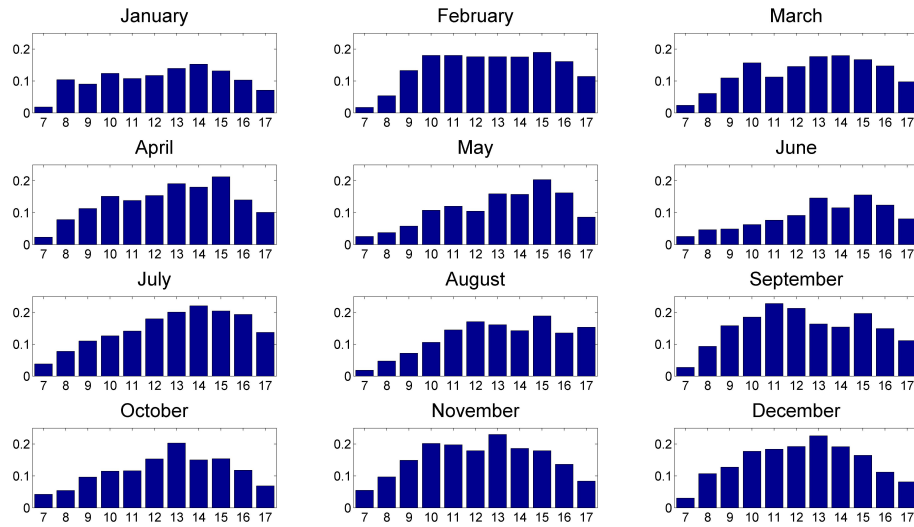 January February March
0.2 0.2 0.2
0.1 0.1 0.1
0 0 0
7 8 9 10 11 12 13 14 15 16 17 7 8 9 10 11 12 13 14 15 16 17 7 8 9 10 11 12 13 14 15 16 17
April May June
0.2 0.2 0.2
0.1 0.1 0.1
0 0 0
7 8 9 10 11 12 13 14 15 16 17 7 8 9 10 11 12 13 14 15 16 17 7 8 9 10 11 12 13 14 15 16 17
July August September
0.2 0.2 0.2
0.1 0.1 0.1
0 0 0
7 8 9 10 11 12 13 14 15 16 17 7 8 9 10 11 12 13 14 15 16 17 7 8 9 10 11 12 13 14 15 16 17
October November December
0.2 0.2 0.2
0.1 0.1 0.1
0 0 0
7 8 9 10 11 12 13 14 15 16 17 7 8 9 10 11 12 13 14 15 16 17 7 8 9 10 11 12 13 14 15 16 17